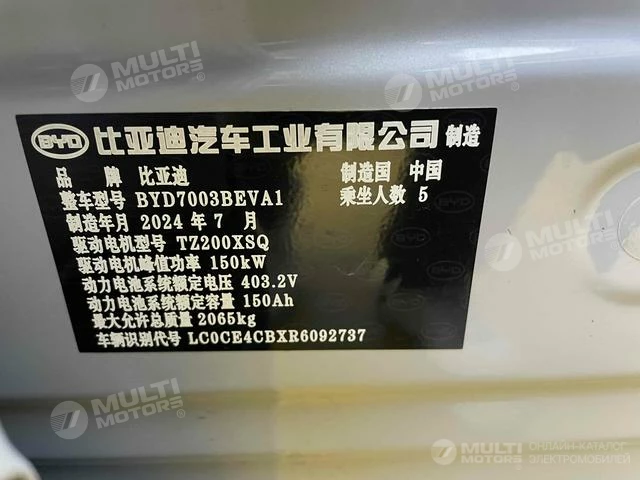 MULTI MOTORS
MULTI MOTORS
BYD 比亚迪汽车工业有限公司 制造
品 牌 比亚迪 制造国 中国
整车型号 BYD7003BEVA1 乘坐人数 5
制造年月 2024 年 7 月
驱动电机型号 TZ200XSQ
驱动电机峰值功率 150kW
动力电池系统额定电压 403.2V
动力电池系统额定容量 150Ah
最大允许总质量 2065kg
车辆识别代号 LC0CE4CBXR6092737
MULTI MOTORS
MULTI MOTORS
MULTI MOTORS
ОНЛАЙН-КАТАЛОГ
ЭЛЕКТРОМОБИЛЕЙ